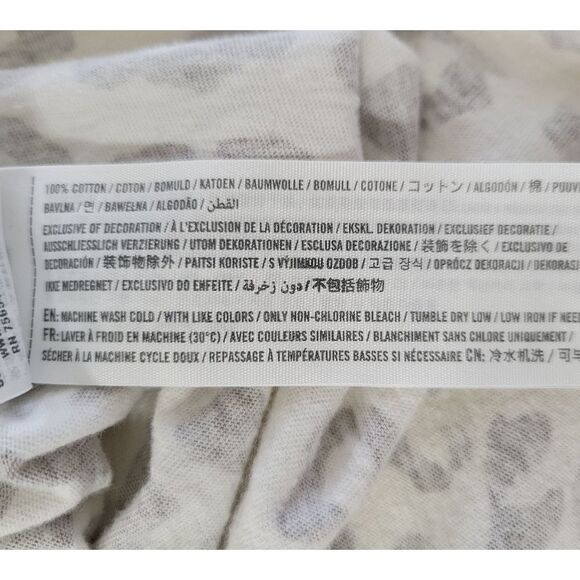 100% COTTON / COTON / BOMULD / KATOEN / BAUMWOLLE / BOMULL / COTONE / コットン / ALGODÓN / 棉 / PUUV
BAVLNA / 면 / BAWEŁNA / ALGODÃO / القطن
EXCLUSIVE OF DECORATION / À L'EXCLUSION DE LA DÉCORATION / EKSKL. DEKORATION / EXCLUSIEF DECORATIE /
AUSSCHLIESSLICH VERZIERUNG / UTOM DEKORATIONEN / ESCLUSA DECORAZIONE / 装飾を除く / EXCLUSIVO DE
DECORACIÓN / 装饰物除外 / PAITSI KORISTE / S VÝJIMKOU OZDOB / 고급 장식 / OPRÓCZ DEKORACJI / DEKORASJ
IKKE MEDREGNET / EXCLUSIVO DO ENFEITE / دون زخرفة / 不包括飾物
EN: MACHINE WASH COLD / WITH LIKE COLORS / ONLY NON-CHLORINE BLEACH / TUMBLE DRY LOW / LOW IRON IF NEED
FR: LAVER À FROID EN MACHINE (30°C) / AVEC COULEURS SIMILAIRES / BLANCHIMENT SANS CHLORE UNIQUEMENT /
SÉCHER À LA MACHINE CYCLE DOUX / REPASSAGE À TEMPÉRATURES BASSES SI NÉCESSAIRE CN: 冷水机洗 / 可
RN